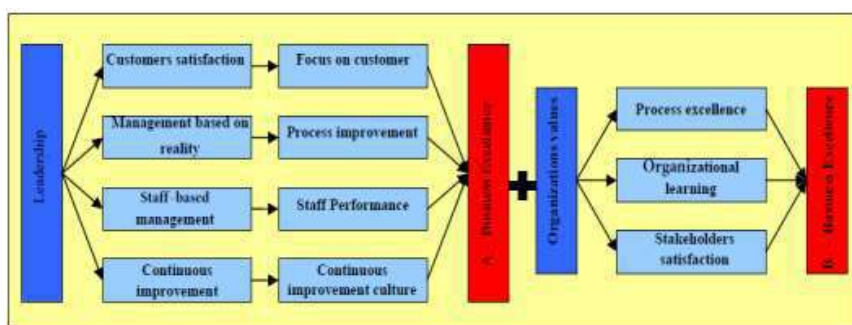 Leadership
Customers satisfaction
Focus on customer
Management based on
reality
Process improvement
Staff-based
management
Staff Performance
Continuous
improvement
Continuous
improvement culture
A Business Excellence
+
Organizations values
Process excellence
Organizational
learning
Stakeholders
satisfaction
B Business Excellence